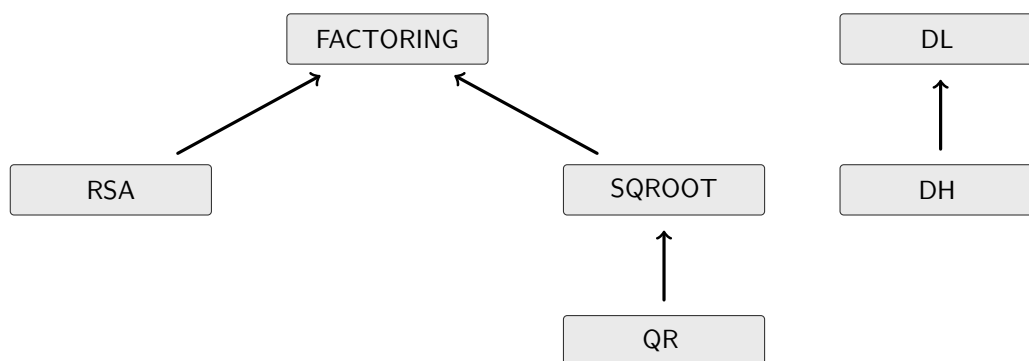 FACTORING
DL
RSA
SQROOT
DH
QR